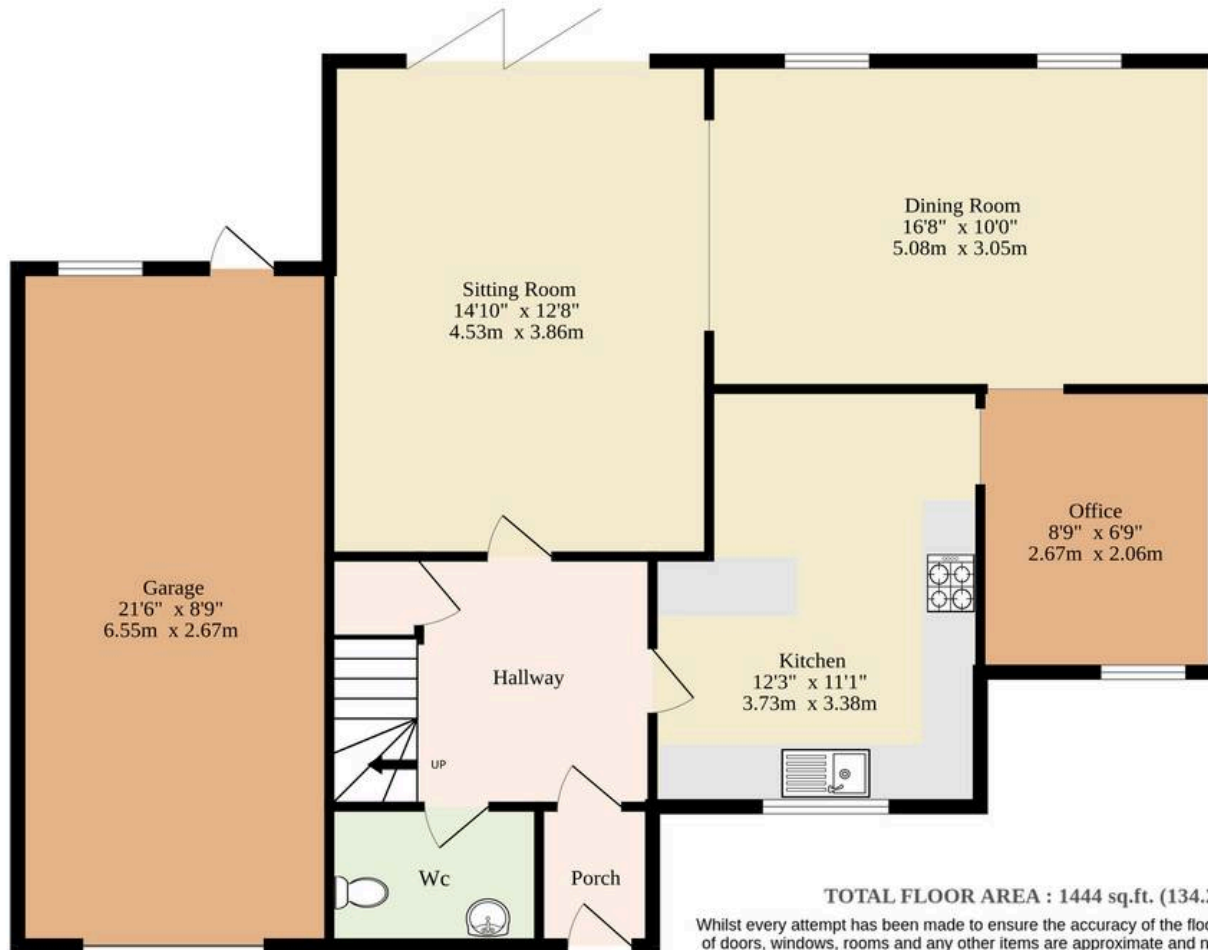 Dining Room
16'8" x 10'0"
5.08m x 3.05m
Sitting Room
14'10" x 12'8"
4.53m x 3.86m
Office
8'9" x 6'9"
2.67m x 2.06m
Garage
21'6" x 8'9"
6.55m x 2.67m
Hallway
Kitchen
12'3" x 11'1"
3.73m x 3.38m
UP
Wc
Porch
TOTAL FLOOR AREA : 1444 sq.ft. (134.
Whilst every attempt has been made to ensure the accuracy of the
of doors, windows, rooms and any other items are approximate and